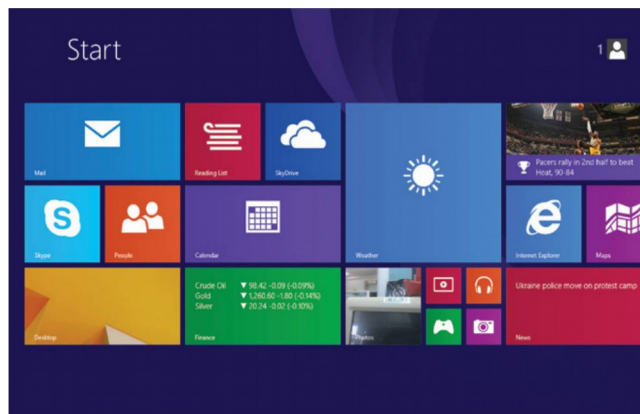 Start
1
Mail
Reading List
SkyDrive
Weather
Pacers rally in 2nd half to beat
Heat, 90-84
Skype
People
Calendar
Internet Explorer
Maps
Desktop
Crude Oil ▼ 98.42 -0.09 (-0.09%)
Gold ▼ 1,260.60 -1.80 (-0.14%)
Silver ▼ 20.24 -0.02 (-0.10%)
Finance
Photos
Ukraine police move on protest camp
News